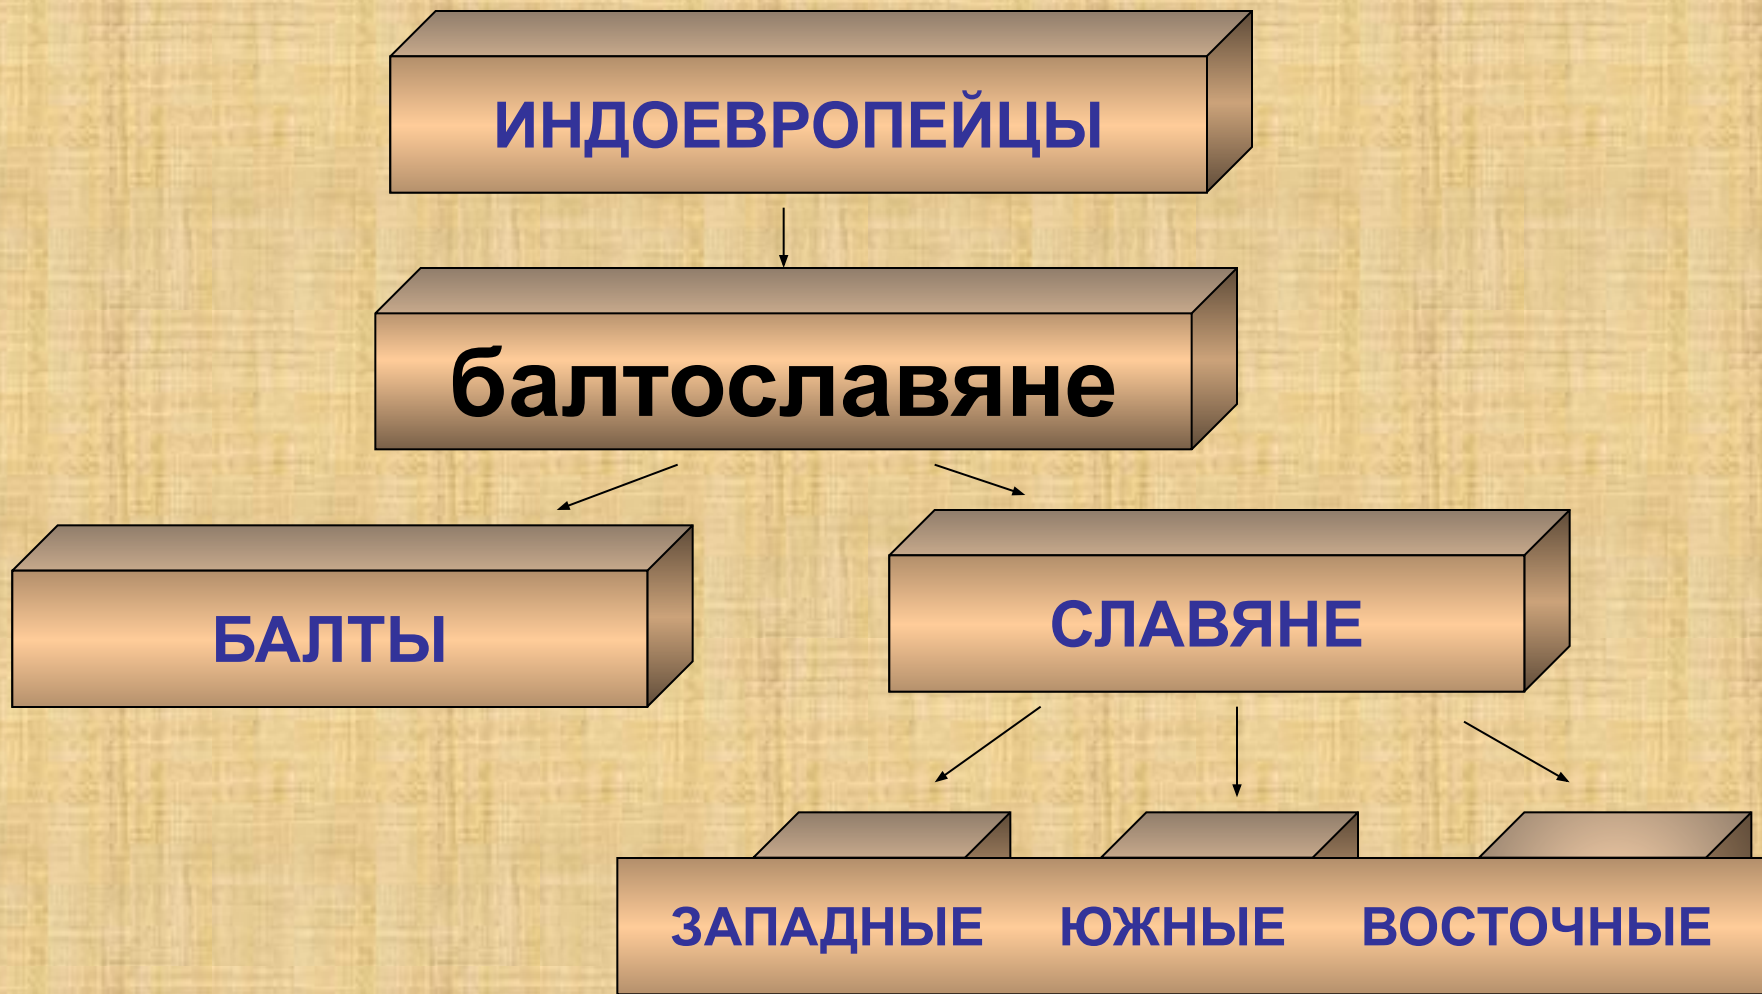 ИНДОЕВРОПЕЙЦЫ
балтославяне
БАЛТЫ
СЛАВЯНЕ
ЗАПАДНЫЕ ЮЖНЫЕ ВОСТОЧНЫЕ